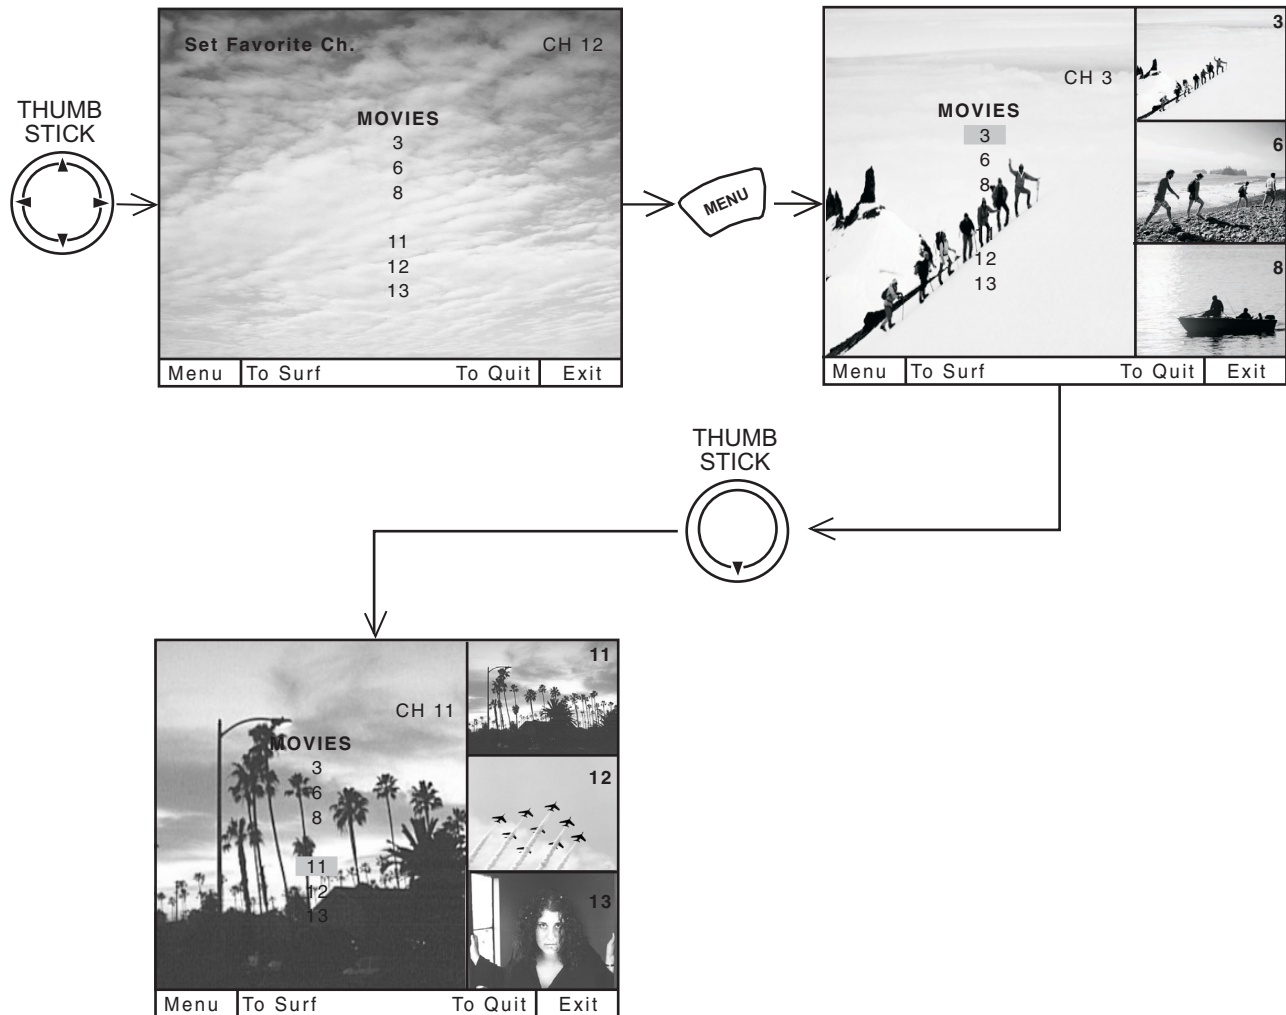 THUMB
STICK
Set Favorite Ch. CH 12
MOVIES
3
6
8
11
12
13
Menu To Surf To Quit Exit
MENU
CH 3
MOVIES
3
6
8
12
13
3
6
8
Menu To Surf To Quit Exit
THUMB
STICK
CH 11
MOVIES
3
6
8
11
12
13
11
12
13
Menu To Surf To Quit Exit